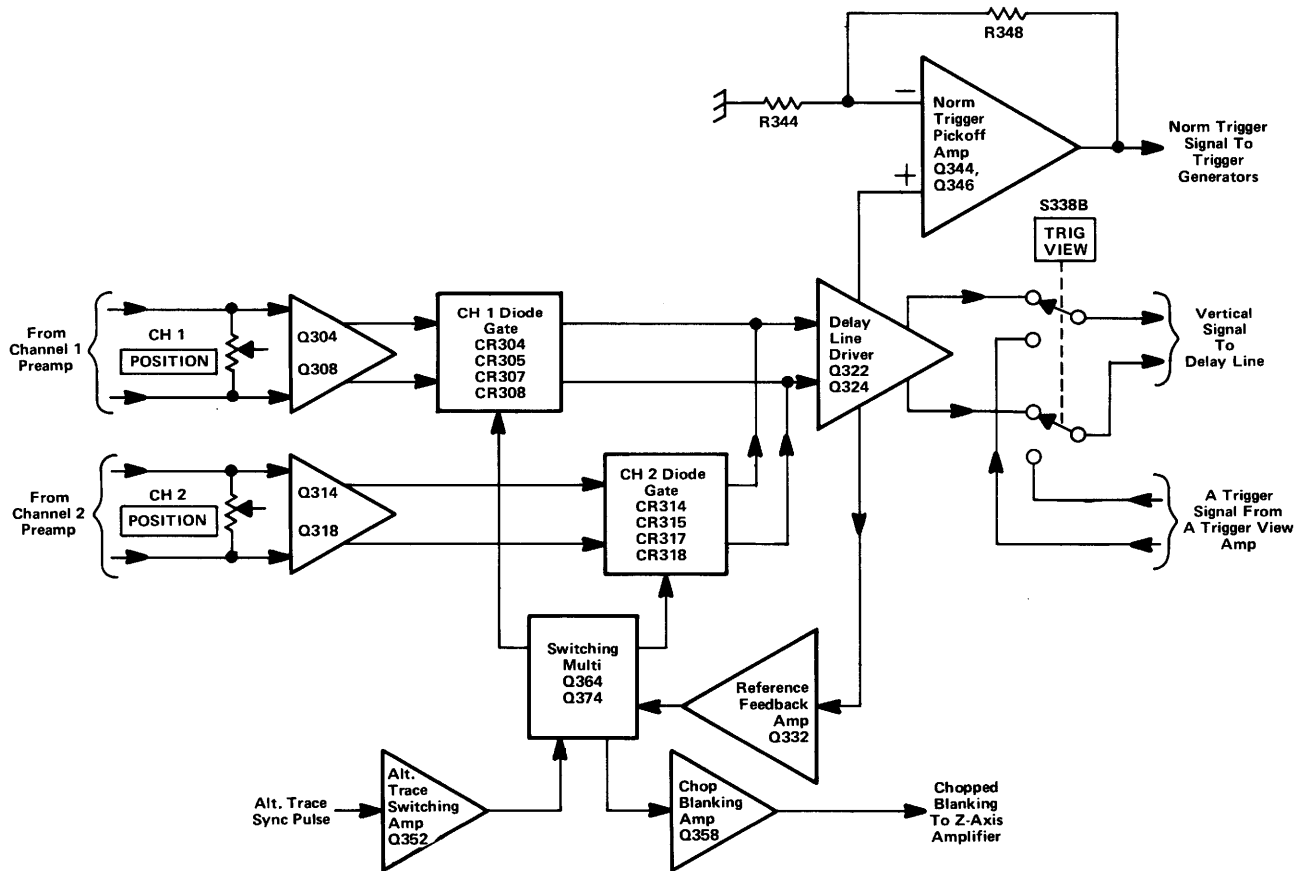 R348
R344
−
+
Norm
Trigger
Pickoff
Amp
Q344,
Q346
Norm Trigger
Signal To
Trigger
Generators
S338B
TRIG
VIEW
From
Channel 1
Preamp
CH 1
POSITION
Q304
Q308
CH 1 Diode
Gate
CR304
CR305
CR307
CR308
Delay
Line
Driver
Q322
Q324
Vertical
Signal
To
Delay Line
From
Channel 2
Preamp
CH 2
POSITION
Q314
Q318
CH 2 Diode
Gate
CR314
CR315
CR317
CR318
A Trigger
Signal From
A Trigger View
Amp
Switching
Multi
Q364
Q374
Reference
Feedback
Amp
Q332
Alt. Trace
Sync Pulse
Alt.
Trace
Switching
Amp
Q352
Chop
Blanking
Amp
Q358
Chopped
Blanking
To Z-Axis
Amplifier